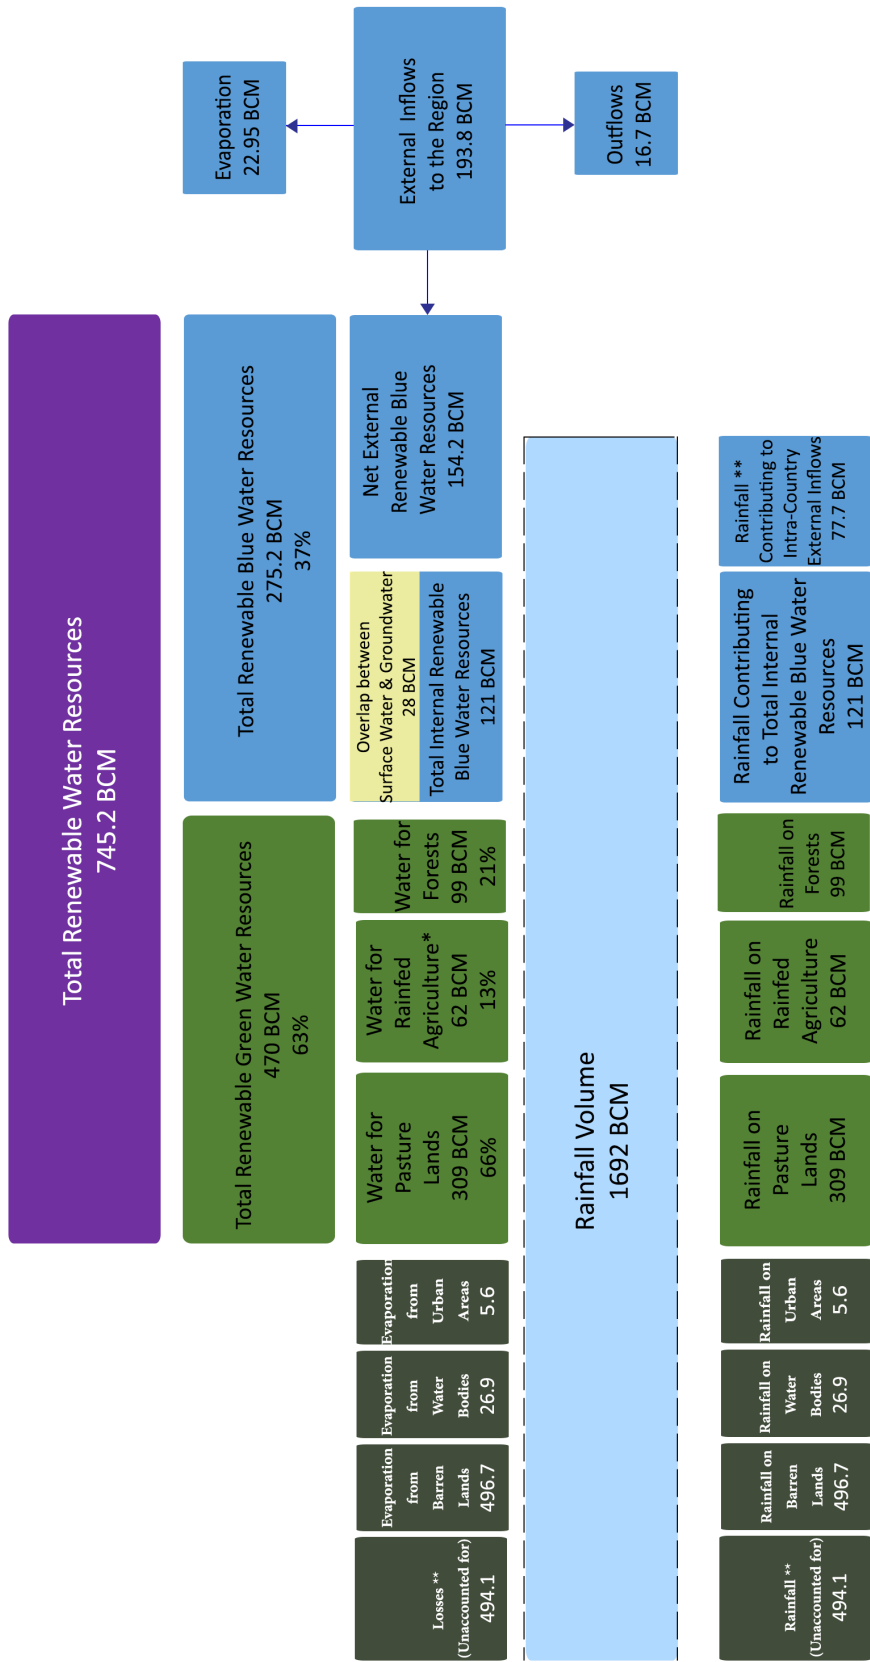 Total Renewable Water Resources
745.2 BCM
Total Renewable Green Water Resources
470 BCM
63%
Total Renewable Blue Water Resources
275.2 BCM
37%
Evaporation
22.95 BCM
Losses **
(Unaccounted for)
494.1
Evaporation
from
Barren
Lands
496.7
Evaporation
from
Water
Bodies
26.9
Evaporation
from
Urban
Areas
5.6
Water for
Pasture
Lands
309 BCM
66%
Water for
Rainfed
Agriculture*
62 BCM
13%
Water for
Forests
99 BCM
21%
Overlap between
Surface Water & Groundwater
28 BCM
Total Internal Renewable
Blue Water Resources
121 BCM
Net External
Renewable Blue
Water Resources
154.2 BCM
External Inflows
to the Region
193.8 BCM
Rainfall Volume
1692 BCM
Outflows
16.7 BCM
Rainfall **
(Unaccounted for)
494.1
Rainfall on
Barren
Lands
496.7
Rainfall on
Water
Bodies
26.9
Rainfall on
Urban
Areas
5.6
Rainfall on
Pasture
Lands
309 BCM
Rainfall on
Rainfed
Agriculture
62 BCM
Rainfall on
Forests
99 BCM
Rainfall Contributing
to Total Internal
Renewable Blue Water
Resources
121 BCM
Rainfall **
Contributing to
Intra-Country
External Inflows
77.7 BCM